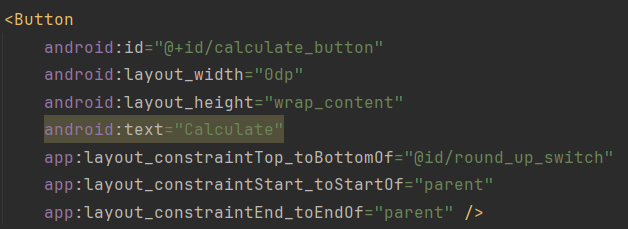 <Button
android:id="@+id/calculate_button"
android:layout_width="0dp"
android:layout_height="wrap_content"
android:text="Calculate"
app:layout_constraintTop_toBottomOf="@id/round_up_switch"
app:layout_constraintStart_toStartOf="parent"
app:layout_constraintEnd_toEndOf="parent" />